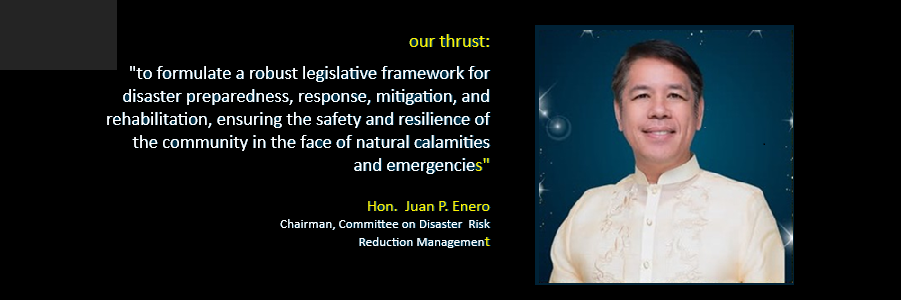 our thrust:
"to formulate a robust legislative framework for
disaster preparedness, response, mitigation, and
rehabilitation, ensuring the safety and resilience of
the community in the face of natural calamities
and emergencies"
Hon.  Juan P. Enero
Chairman, Committee on Disaster  Risk
Reduction Management